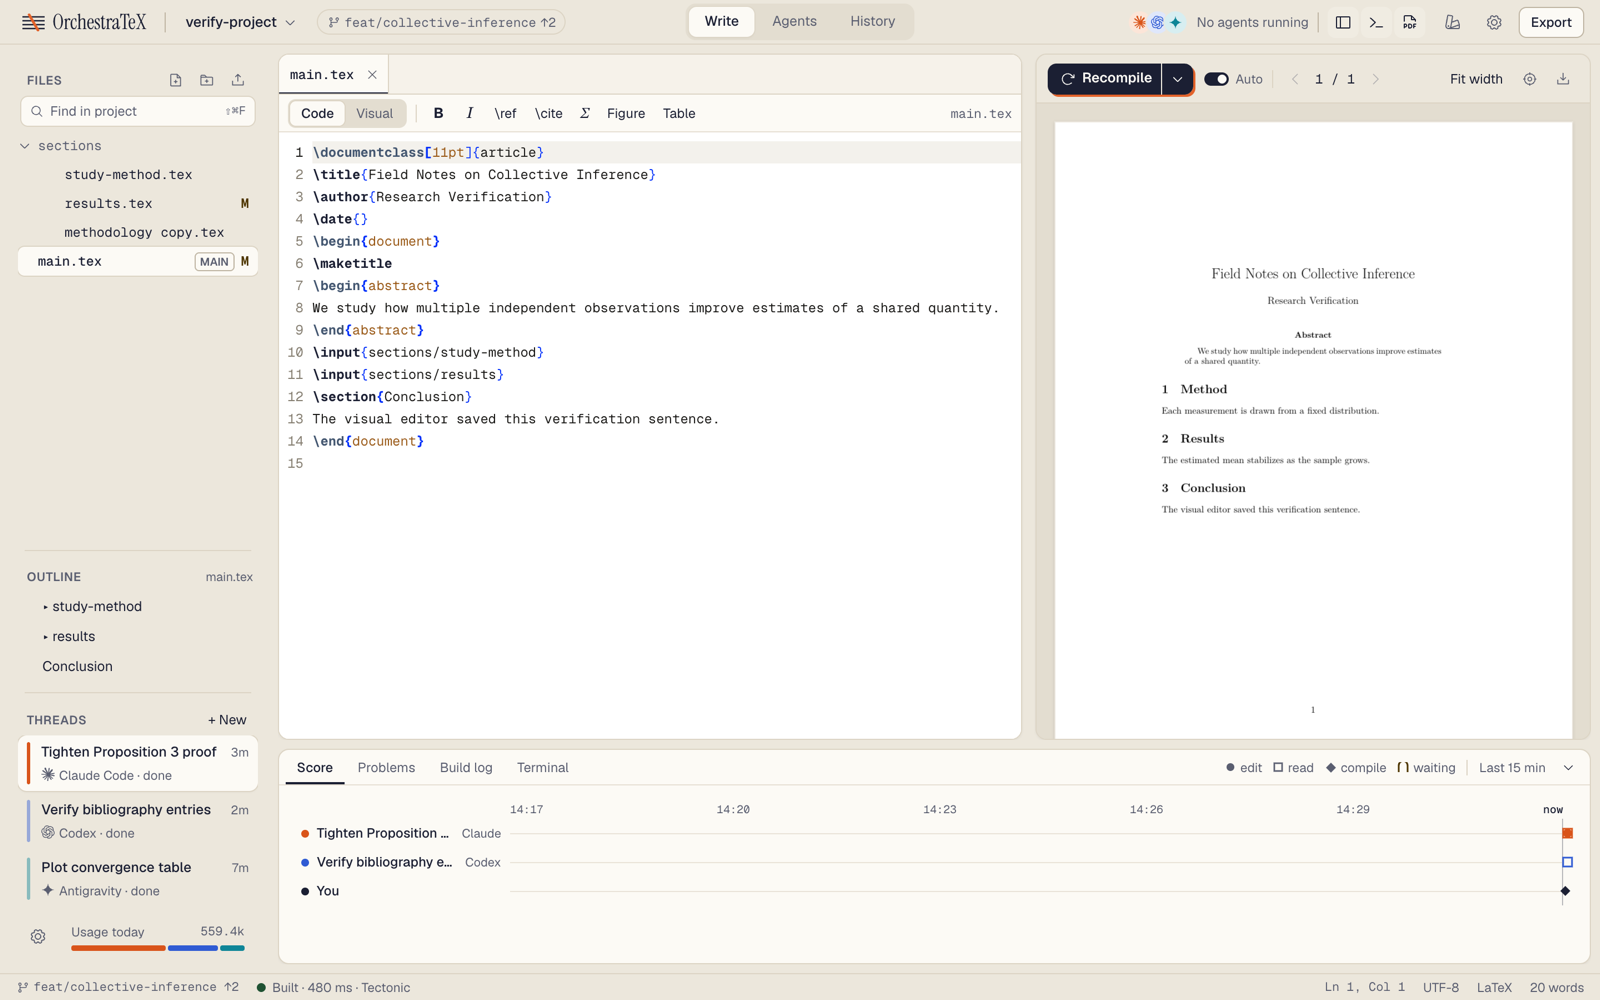 OrchestraTeX
verify-project
feat/collective-inference ↑2
Write
Agents
History
No agents running
Export
FILES
Find in project
⇧⌘F
sections
study-method.tex
results.tex M
methodology copy.tex
main.tex MAIN M
OUTLINE main.tex
study-method
results
Conclusion
THREADS + New
Tighten Proposition 3 proof 3m
Claude Code · done
Verify bibliography entries 2m
Codex · done
Plot convergence table 7m
Antigravity · done
Usage today 559.4k
main.tex
Code Visual B I \ref \cite Σ Figure Table main.tex
1 \documentclass[11pt]{article}
2 \title{Field Notes on Collective Inference}
3 \author{Research Verification}
4 \date{}
5 \begin{document}
6 \maketitle
7 \begin{abstract}
8 We study how multiple independent observations improve estimates of a shared quantity.
9 \end{abstract}
10 \input{sections/study-method}
11 \input{sections/results}
12 \section{Conclusion}
13 The visual editor saved this verification sentence.
14 \end{document}
15
Recompile Auto 1 / 1 Fit width
Field Notes on Collective Inference
Research Verification
Abstract
We study how multiple independent observations improve estimates
of a shared quantity.
1 Method
Each measurement is drawn from a fixed distribution.
2 Results
The estimated mean stabilizes as the sample grows.
3 Conclusion
The visual editor saved this verification sentence.
1
Score Problems Build log Terminal edit read compile waiting Last 15 min
14:17 14:20 14:23 14:26 14:29 now
Tighten Proposition ... Claude
Verify bibliography e... Codex
You
feat/collective-inference ↑2 Built · 480 ms · Tectonic Ln 1, Col 1 UTF-8 LaTeX 20 words
PDF